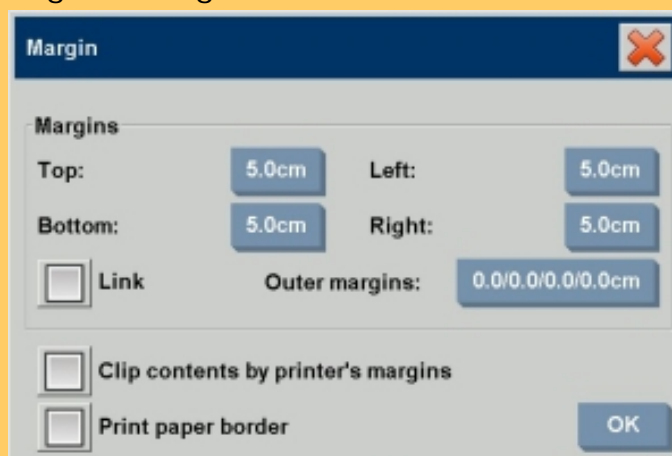 Margin
Margins
Top: 5.0cm Left: 5.0cm
Bottom: 5.0cm Right: 5.0cm
Link Outer margins: 0.0/0.0/0.0/0.0cm
Clip contents by printer's margins
Print paper border OK